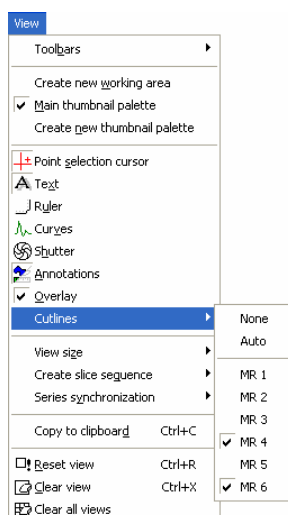 View
Toolbars
Create new working area
Main thumbnail palette
Create new thumbnail palette
Point selection cursor
Text
Ruler
Curves
Shutter
Annotations
Overlay
Cutlines
None
Auto
MR 1
MR 2
MR 3
MR 4
MR 5
MR 6
View size
Create slice sequence
Series synchronization
Copy to clipboard Ctrl+C
Reset view Ctrl+R
Clear view Ctrl+X
Clear all views